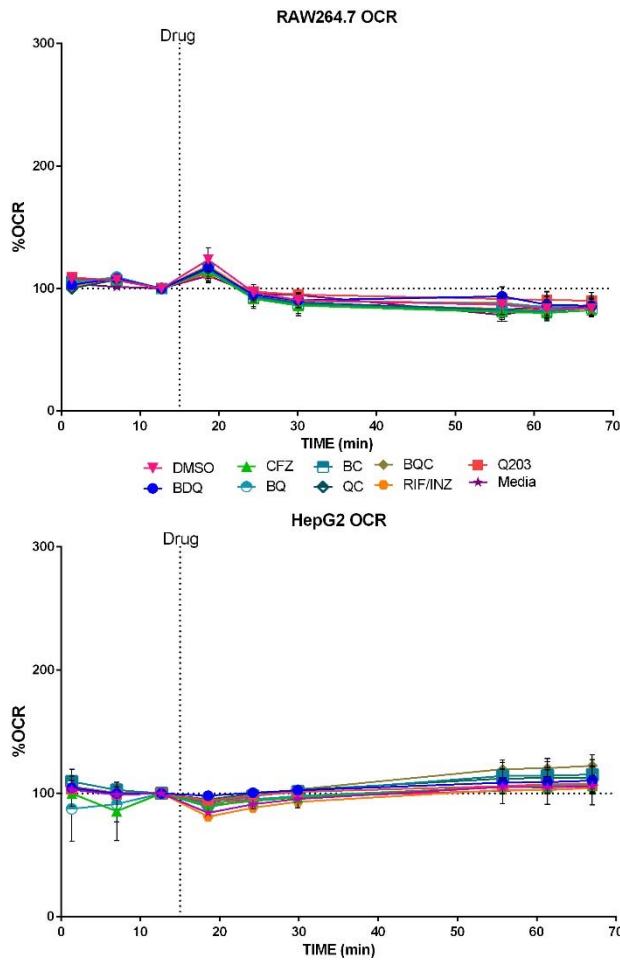 RAW264.7 OCR
Drug
300
200
100
0
%OCR
0 10 20 30 40 50 60 70
TIME (min)
DMSO CFZ BC BQC Q203
BDQ BQ QC RIF/INZ Media
HepG2 OCR
Drug
300
200
100
0
%OCR
0 10 20 30 40 50 60 70
TIME (min)